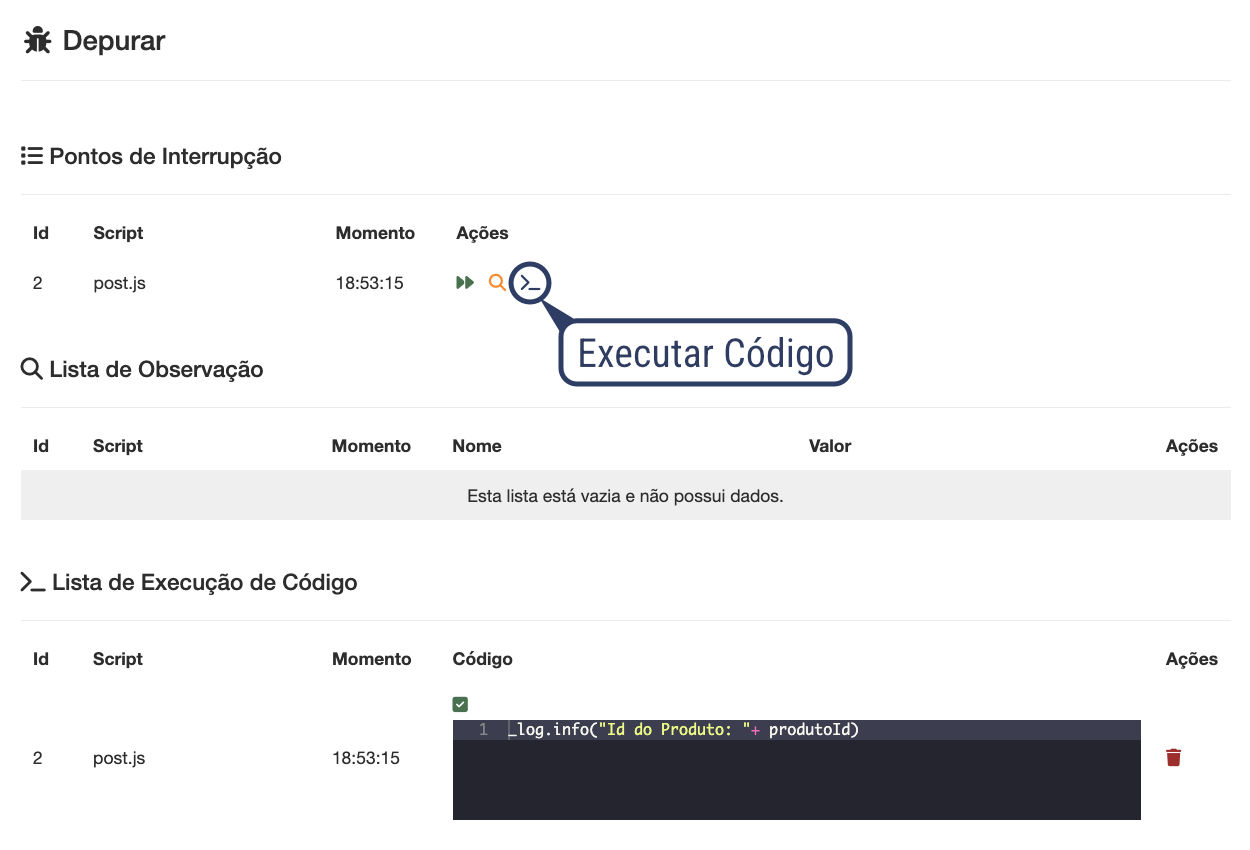 Depurar
Pontos de Interrupção
Id Script Momento Ações
2 post.js 18:53:15
Executar Código
Lista de Observação
Id Script Momento Nome Valor Ações
Esta lista está vazia e não possui dados.
Lista de Execução de Código
Id Script Momento Código Ações
1 _log.info("Id do Produto: "+ produtoId)
2 post.js 18:53:15